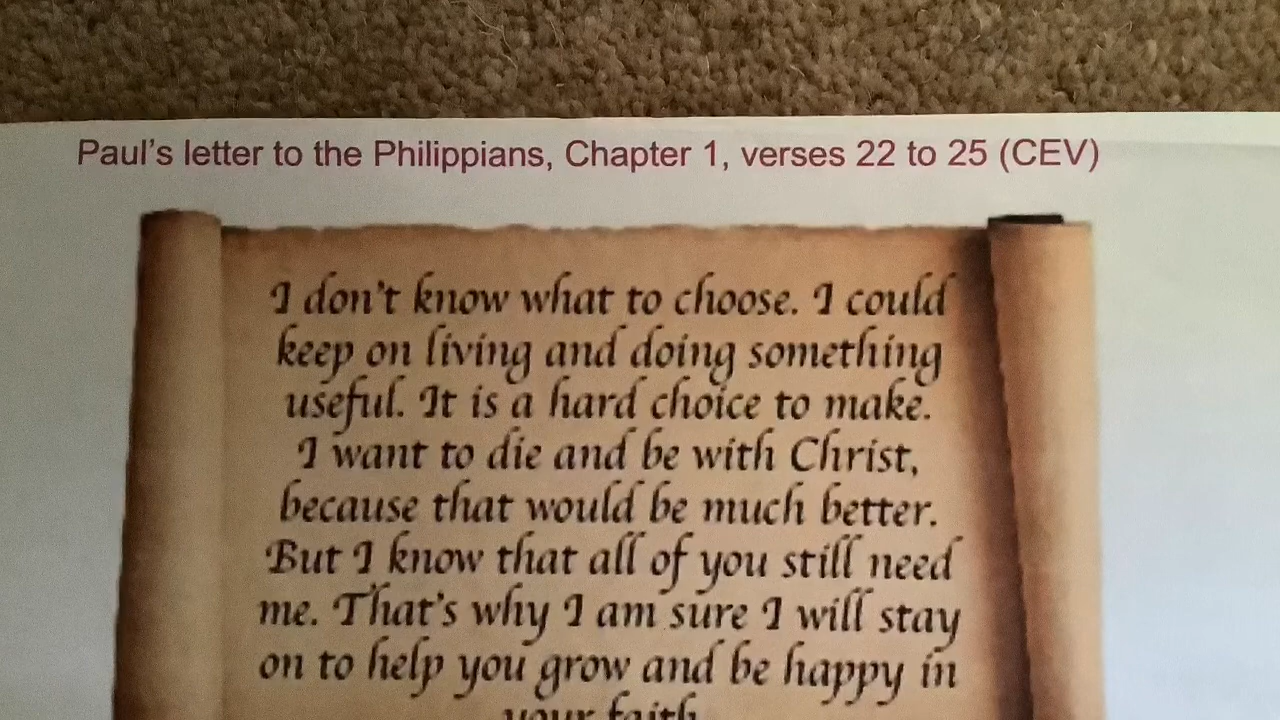 Paul's letter to the Philippians, Chapter 1, verses 22 to 25 (CEV)
I don't know what to choose. I could
keep on living and doing something
useful. It is a hard choice to make.
I want to die and be with Christ,
because that would be much better.
But I know that all of you still need
me. That's why I am sure I will stay
on to help you grow and be happy in
your faith.